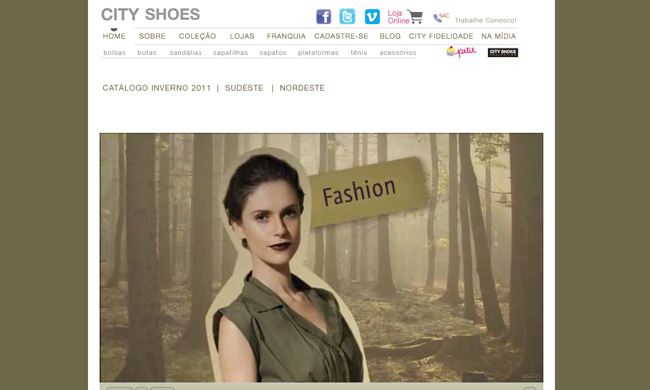 CITY SHOES
Loja
Online
SAC
Trabalhe Conosco!
HOME SOBRE COLEÇÃO LOJAS FRANQUIA CADASTRE-SE BLOG CITY FIDELIDADE NA MÍDIA
bolsas botas sandálias sapatilhas sapatos plataformas tênis acessórios
petit
CITY SHOES
CATÁLOGO INVERNO 2011 | SUDESTE | NORDESTE
Fashion